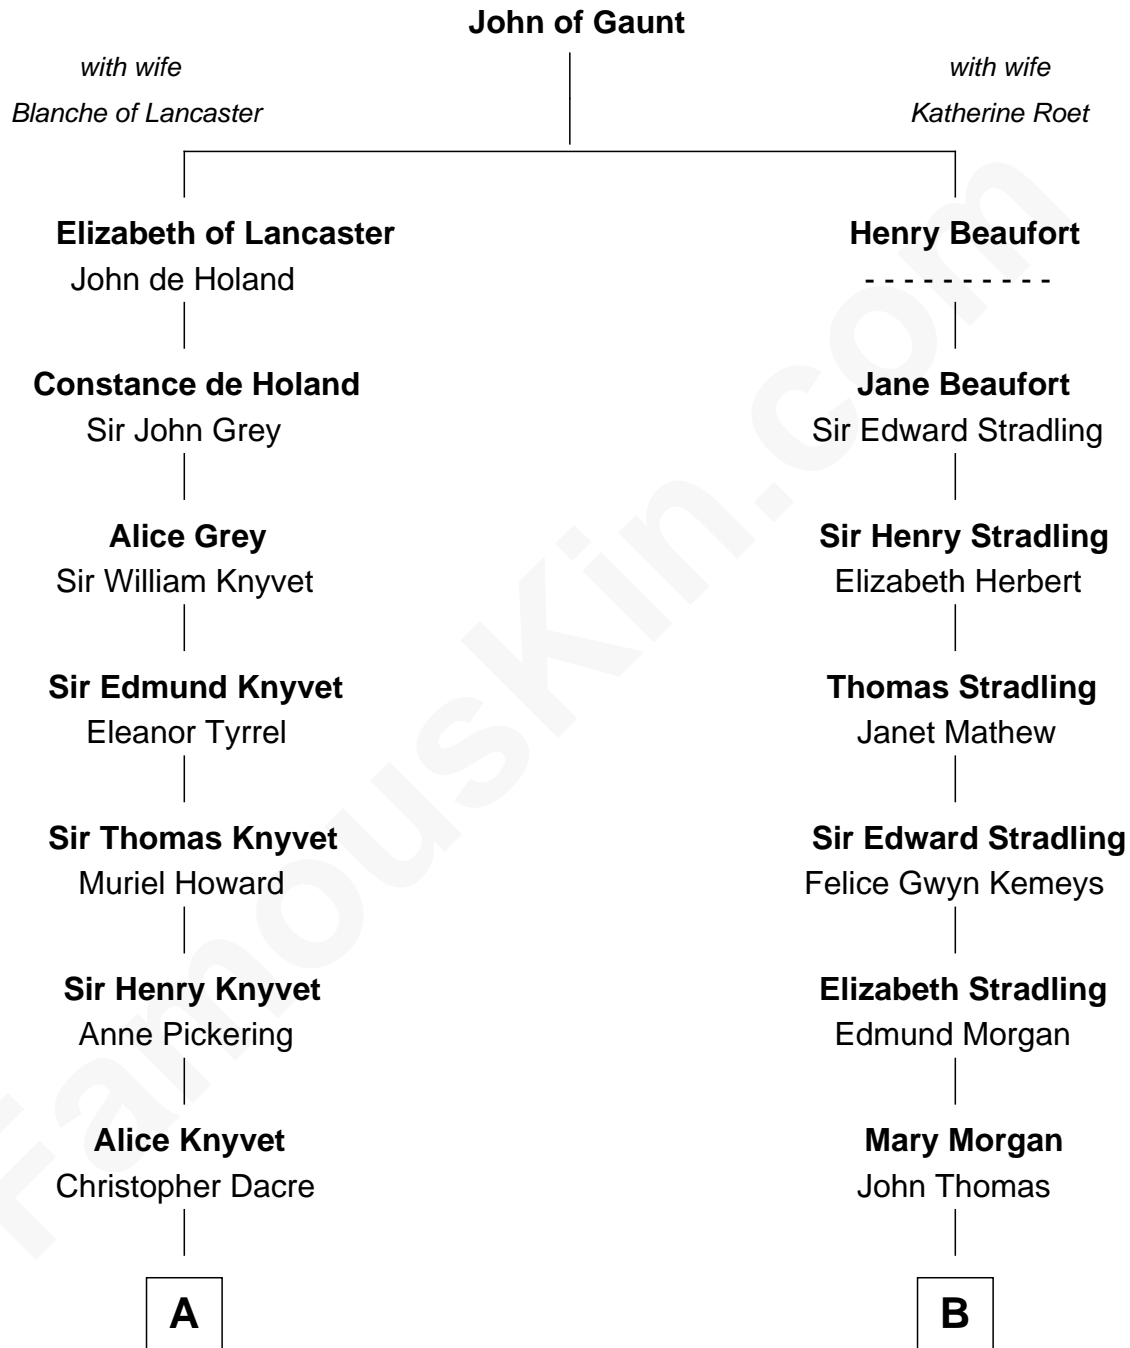 John of Gaunt
with wife
Blanche of Lancaster
with wife
Katherine Roet
Elizabeth of Lancaster
John de Holand
Henry Beaufort
- - - - - - - - - -
Constance de Holand
Sir John Grey
Jane Beaufort
Sir Edward Stradling
Alice Grey
Sir William Knyvet
Sir Henry Stradling
Elizabeth Herbert
Sir Edmund Knyvet
Eleanor Tyrrel
Thomas Stradling
Janet Mathew
Sir Thomas Knyvet
Muriel Howard
Sir Edward Stradling
Felice Gwyn Kemeys
Sir Henry Knyvet
Anne Pickering
Elizabeth Stradling
Edmund Morgan
Alice Knyvet
Christopher Dacre
Mary Morgan
John Thomas
A
B
FamousKin.com